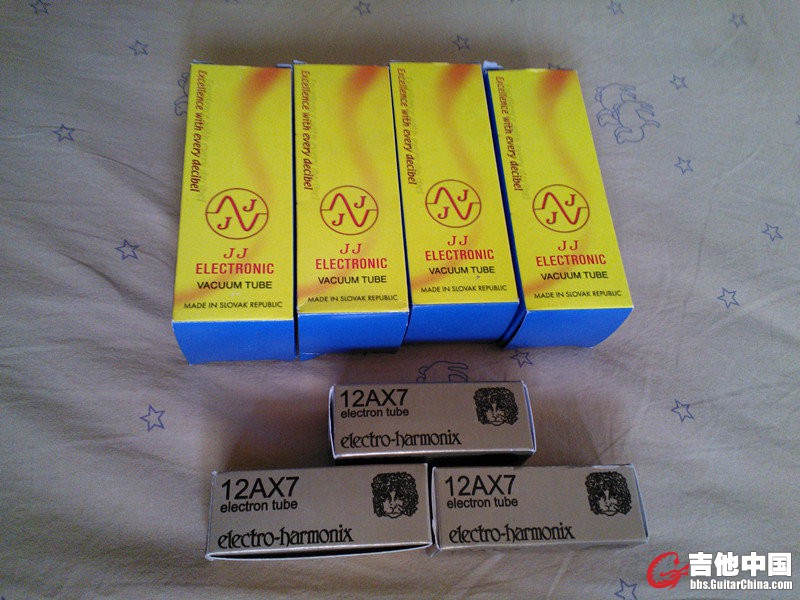 Excellence with every decibel
JJ
JJ
ELECTRONIC
VACUUM TUBE
MADE IN SLOVAK REPUBLIC
Excellence with every decibel
JJ
JJ
ELECTRONIC
VACUUM TUBE
MADE IN SLOVAK REPUBLIC
Excellence with every decibel
JJ
JJ
ELECTRONIC
VACUUM TUBE
MADE IN SLOVAK REPUBLIC
Excellence with every decibel
JJ
JJ
ELECTRONIC
VACUUM TUBE
MADE IN SLOVAK REPUBLIC
12AX7
electron tube
electro-harmonix
12AX7
electron tube
electro-harmonix
12AX7
electron tube
electro-harmonix
吉他中国
bbs.GuitarChina.com